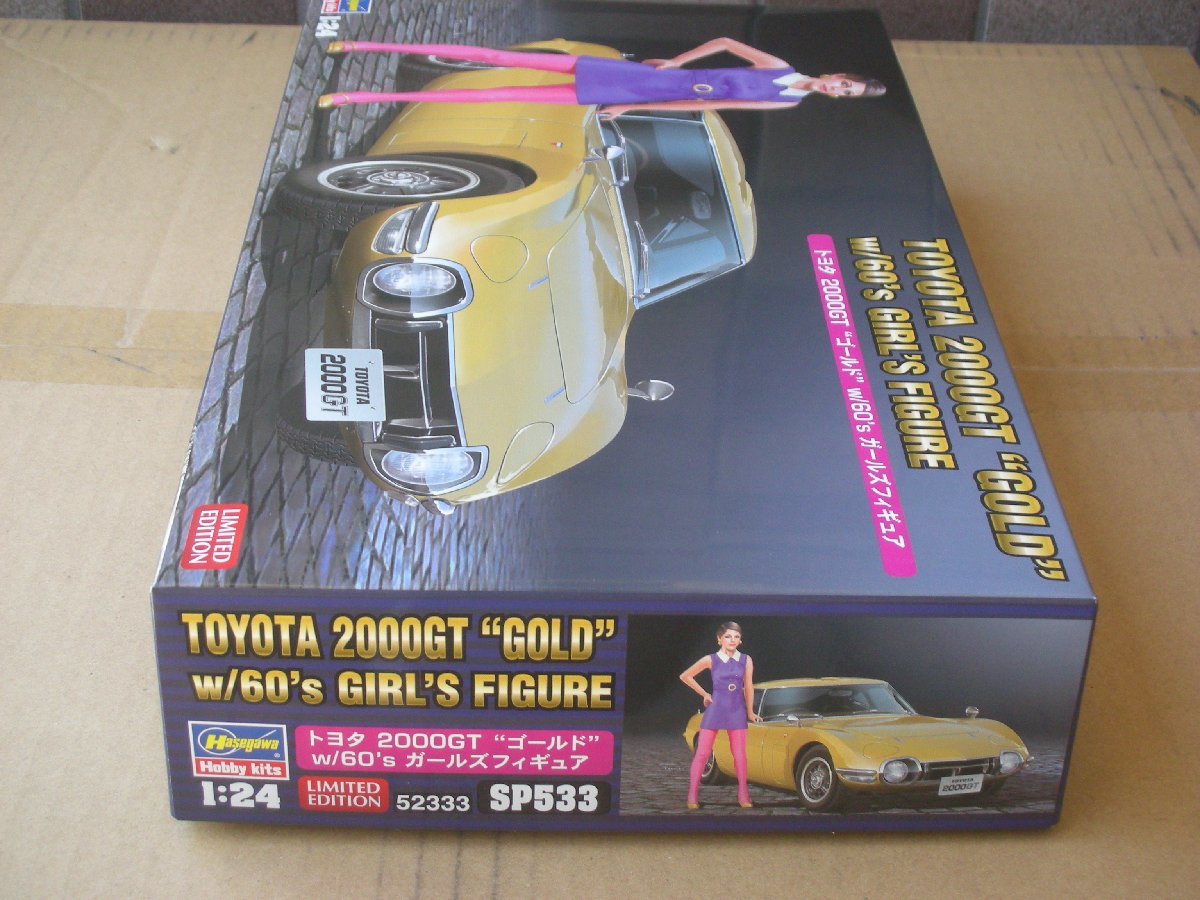 1:24
TOYOTA 2000GT “GOLD”
w/60's GIRL'S FIGURE
トヨタ 2000GT “ゴールド” w/60's ガールズフィギュア
TOYOTA
2000GT
LIMITED
EDITION
TOYOTA 2000GT “GOLD”
w/60's GIRL'S FIGURE
Hasegawa
Hobby kits
トヨタ 2000GT “ゴールド”
w/60's ガールズフィギュア
1:24
LIMITED
EDITION
52333
SP533
TOYOTA
2000GT